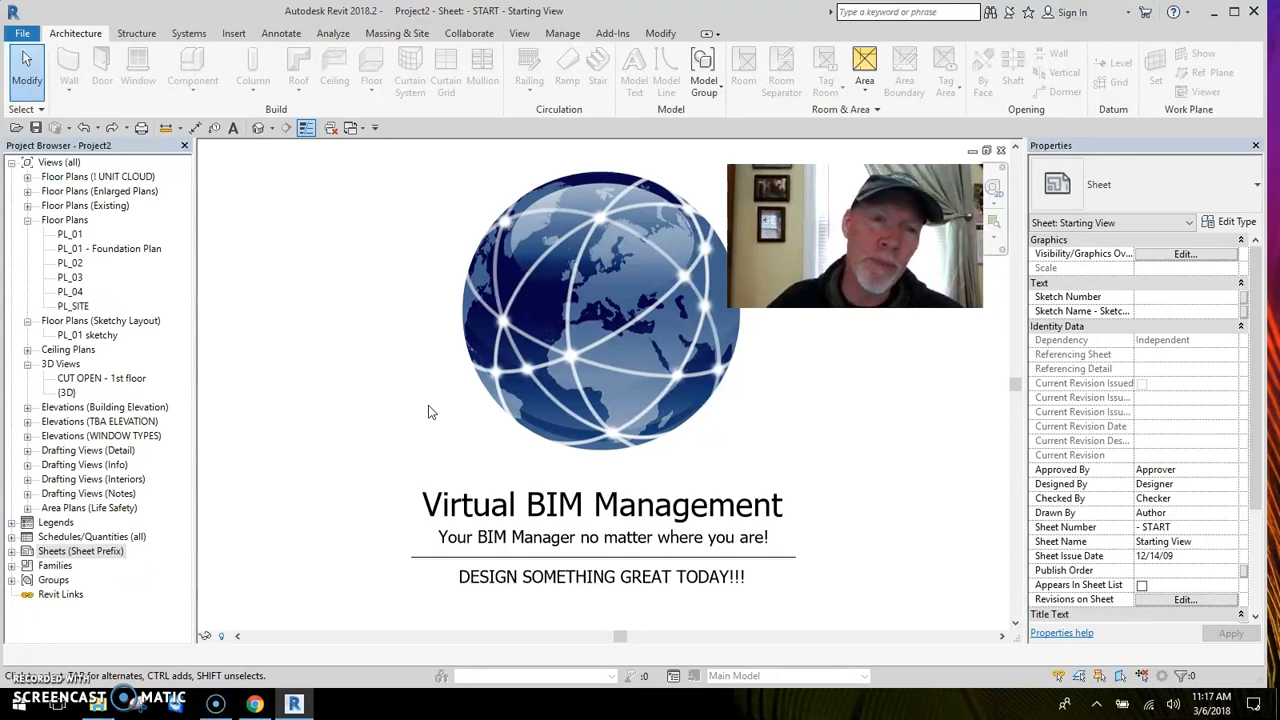 Autodesk Revit 2018.2 - Project2 - Sheet: - START - Starting View
Type a keyword or phrase
Sign In
File Architecture Structure Systems Insert Annotate Analyze Massing & Site Collaborate View Manage Add-Ins Modify
Modify Wall Door Window Component Column Roof Ceiling Floor Curtain System Curtain Grid Mullion Railing Ramp Stair Model Text Model Line Model Group Room Room Separator Tag Room Area Area Boundary Tag Area By Face Shaft Wall Vertical Dormer Level Grid Set Show Ref Plane Viewer
Select Build Circulation Model Room & Area Opening Datum Work Plane
Project Browser - Project2
Views (all)
Floor Plans (! UNIT CLOUD)
Floor Plans (Enlarged Plans)
Floor Plans (Existing)
Floor Plans
PL_01
PL_01 - Foundation Plan
PL_02
PL_03
PL_04
PL_SITE
Floor Plans (Sketchy Layout)
PL_01 sketchy
Ceiling Plans
3D Views
CUT OPEN - 1st floor
{3D}
Elevations (Building Elevation)
Elevations (TBA ELEVATION)
Elevations (WINDOW TYPES)
Drafting Views (Detail)
Drafting Views (Info)
Drafting Views (Interiors)
Drafting Views (Notes)
Area Plans (Life Safety)
Legends
Schedules/Quantities (all)
Sheets (Sheet Prefix)
Families
Groups
Revit Links
Virtual BIM Management
Your BIM Manager no matter where you are!
DESIGN SOMETHING GREAT TODAY!!!
2D
Properties
Sheet
Sheet: Starting View
Edit Type
Graphics
Visibility/Graphics Ov... Edit...
Scale
Text
Sketch Number
Sketch Name - Sketc...
Identity Data
Dependency Independent
Referencing Sheet
Referencing Detail
Current Revision Issued
Current Revision Issu...
Current Revision Issu...
Current Revision Date
Current Revision Des...
Current Revision
Approved By Approver
Designed By Designer
Checked By Checker
Drawn By Author
Sheet Number - START
Sheet Name Starting View
Sheet Issue Date 12/14/09
Publish Order
Appears In Sheet List
Revisions on Sheet Edit...
Title Text
Properties help Apply
TAB for alternates, CTRL adds, SHIFT unselects.
:0 Main Model :0
RECORDED WITH
SCREENCAST MATIC
11:17 AM
3/6/2018